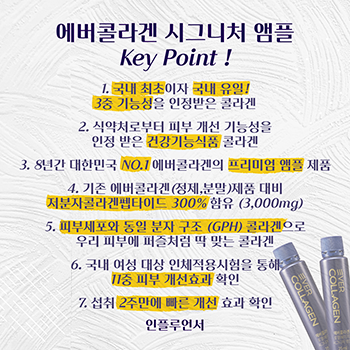 에버콜라겐 시그니처 앰플
Key Point !
1. 국내 최초이자 국내 유일!
3중 기능성을 인정받은 콜라겐
2. 식약처로부터 피부 개선 기능성을
인정 받은 건강기능식품 콜라겐
3. 8년간 대한민국 NO.1 에버콜라겐의 프리미엄 앰플 제품
4. 기존 에버콜라겐(정제,분말)제품 대비
저분자콜라겐펩타이드 300% 함유 (3,000mg)
5. 피부세포와 동일 분자 구조 (GPH) 콜라겐으로
우리 피부에 퍼즐처럼 딱 맞는 콜라겐
6. 국내 여성 대상 인체적용시험을 통해
11중 피부 개선효과 확인
7. 섭취 2주만에 빠른 개선 효과 확인
인플루언서
EVER
COLLAGEN
EVER
COLLAGEN